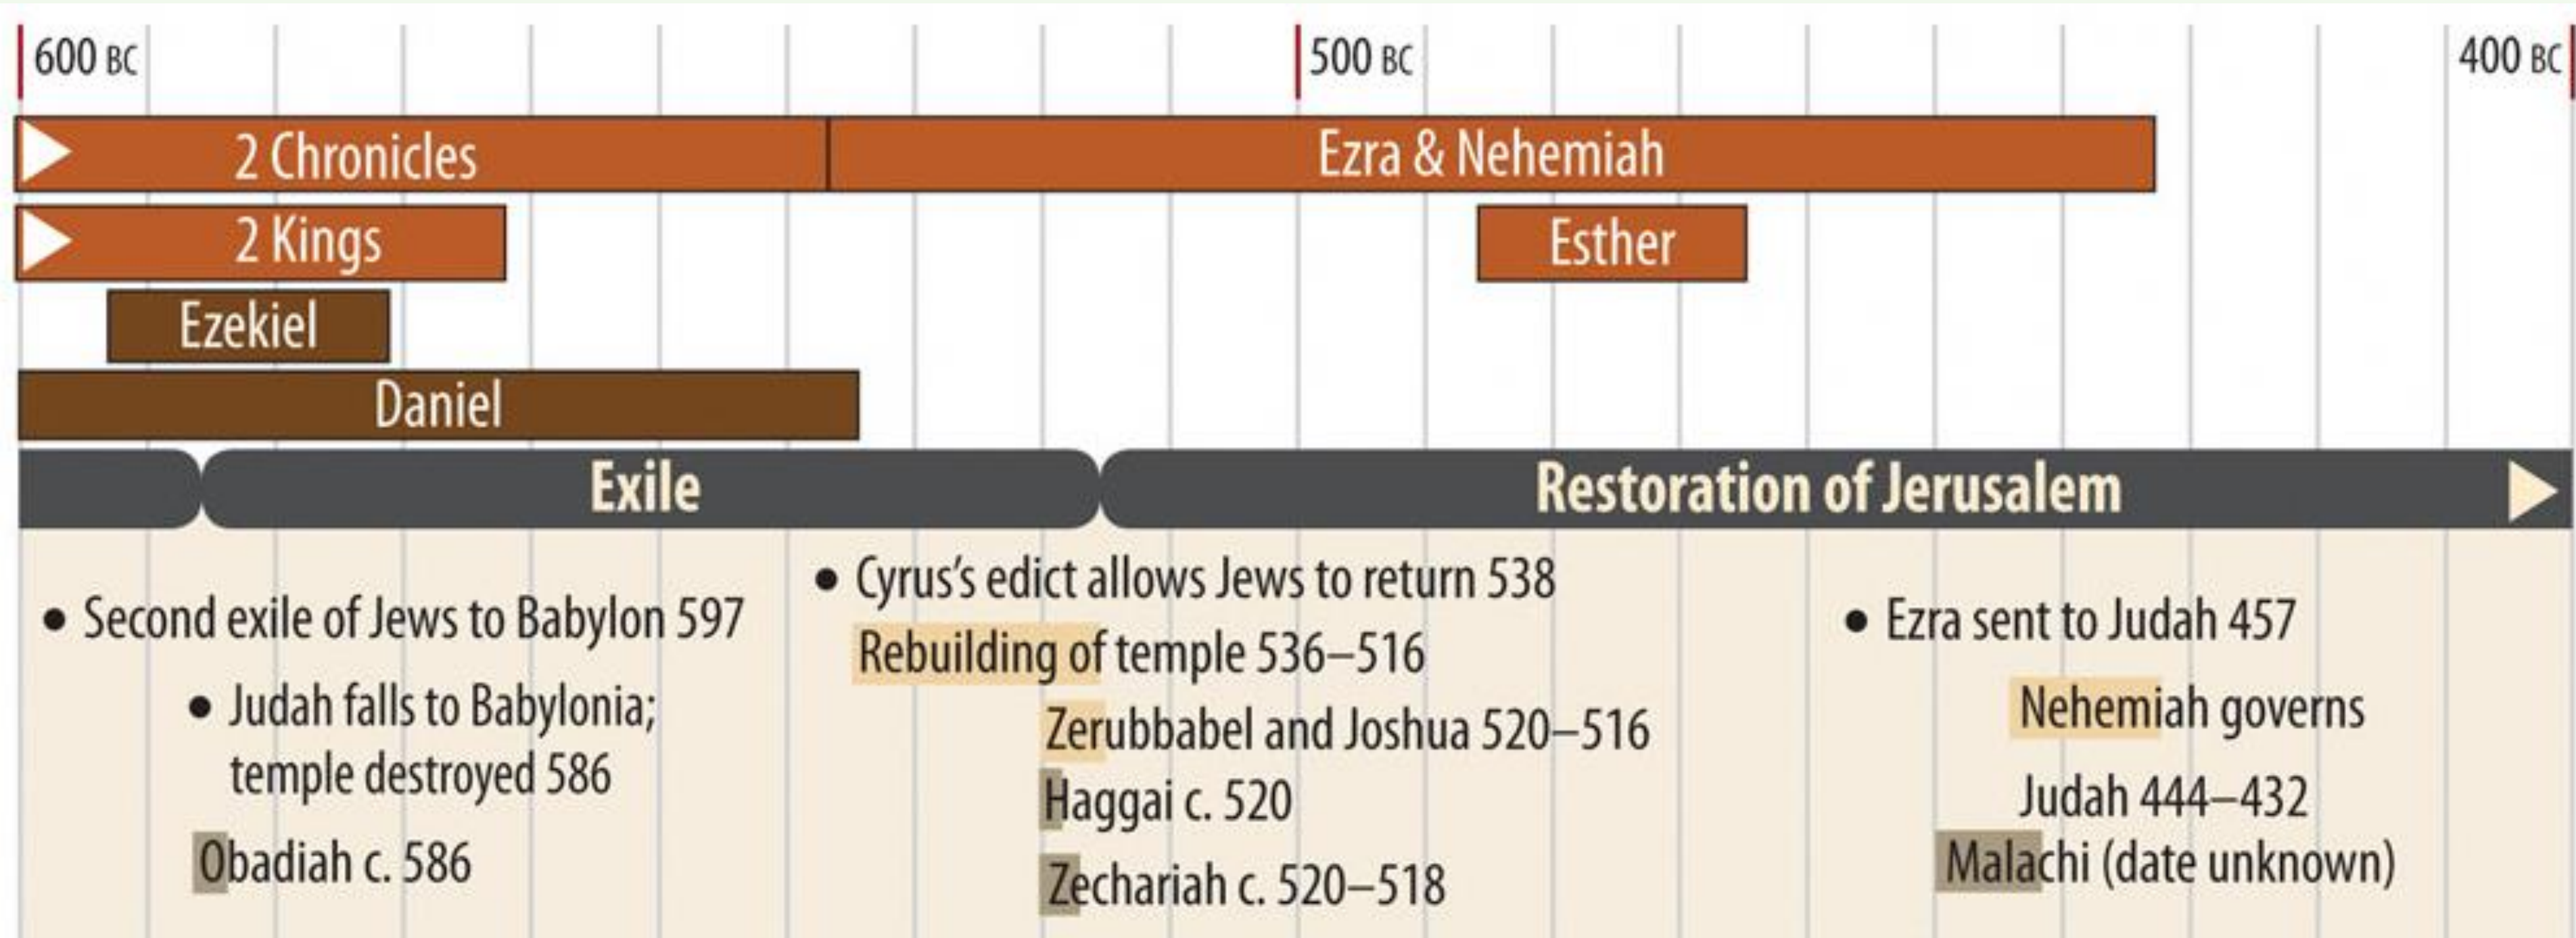 600 BC
500 BC
400 BC
2 Chronicles
Ezra & Nehemiah
2 Kings
Esther
Ezekiel
Daniel
Exile
Restoration of Jerusalem
• Second exile of Jews to Babylon 597
• Judah falls to Babylonia;
temple destroyed 586
Obadiah c. 586
• Cyrus’s edict allows Jews to return 538
Rebuilding of temple 536–516
Zerubbabel and Joshua 520–516
Haggai c. 520
Zechariah c. 520–518
• Ezra sent to Judah 457
Nehemiah governs
Judah 444–432
Malachi (date unknown)